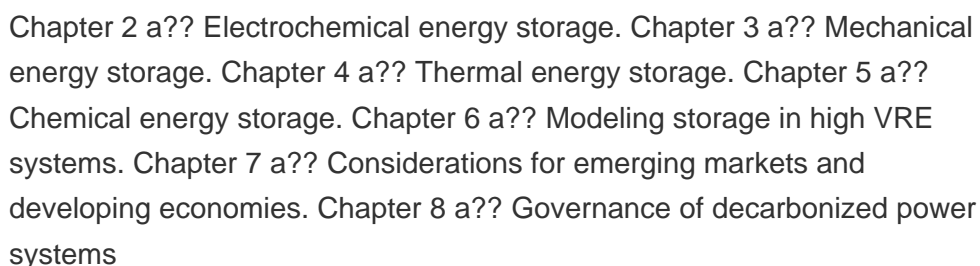 Chapter 2 a?? Electrochemical energy storage. Chapter 3 a?? Mechanical
energy storage. Chapter 4 a?? Thermal energy storage. Chapter 5 a??
Chemical energy storage. Chapter 6 a?? Modeling storage in high VRE
systems. Chapter 7 a?? Considerations for emerging markets and
developing economies. Chapter 8 a?? Governance of decarbonized power
systems